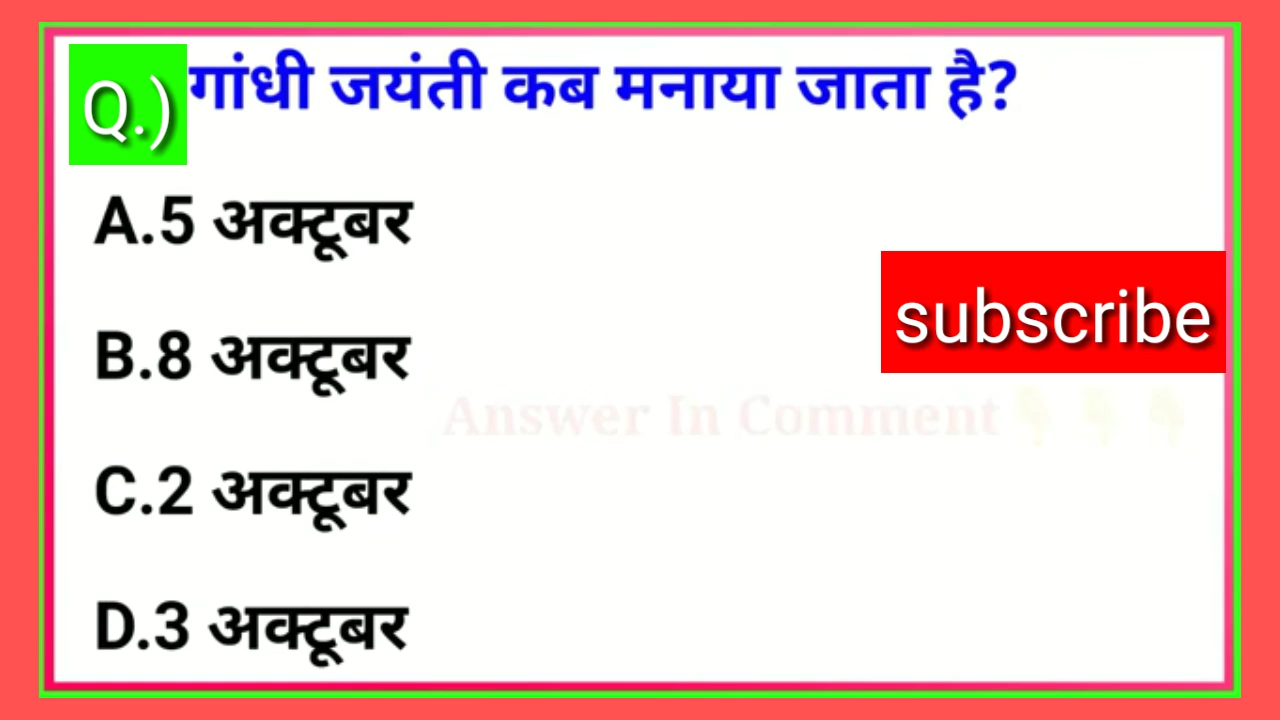 Q.) गांधी जयंती कब मनाया जाता है?
A.5 अक्टूबर
subscribe
B.8 अक्टूबर
Answer In Comment👇👇👇
C.2 अक्टूबर
D.3 अक्टूबर